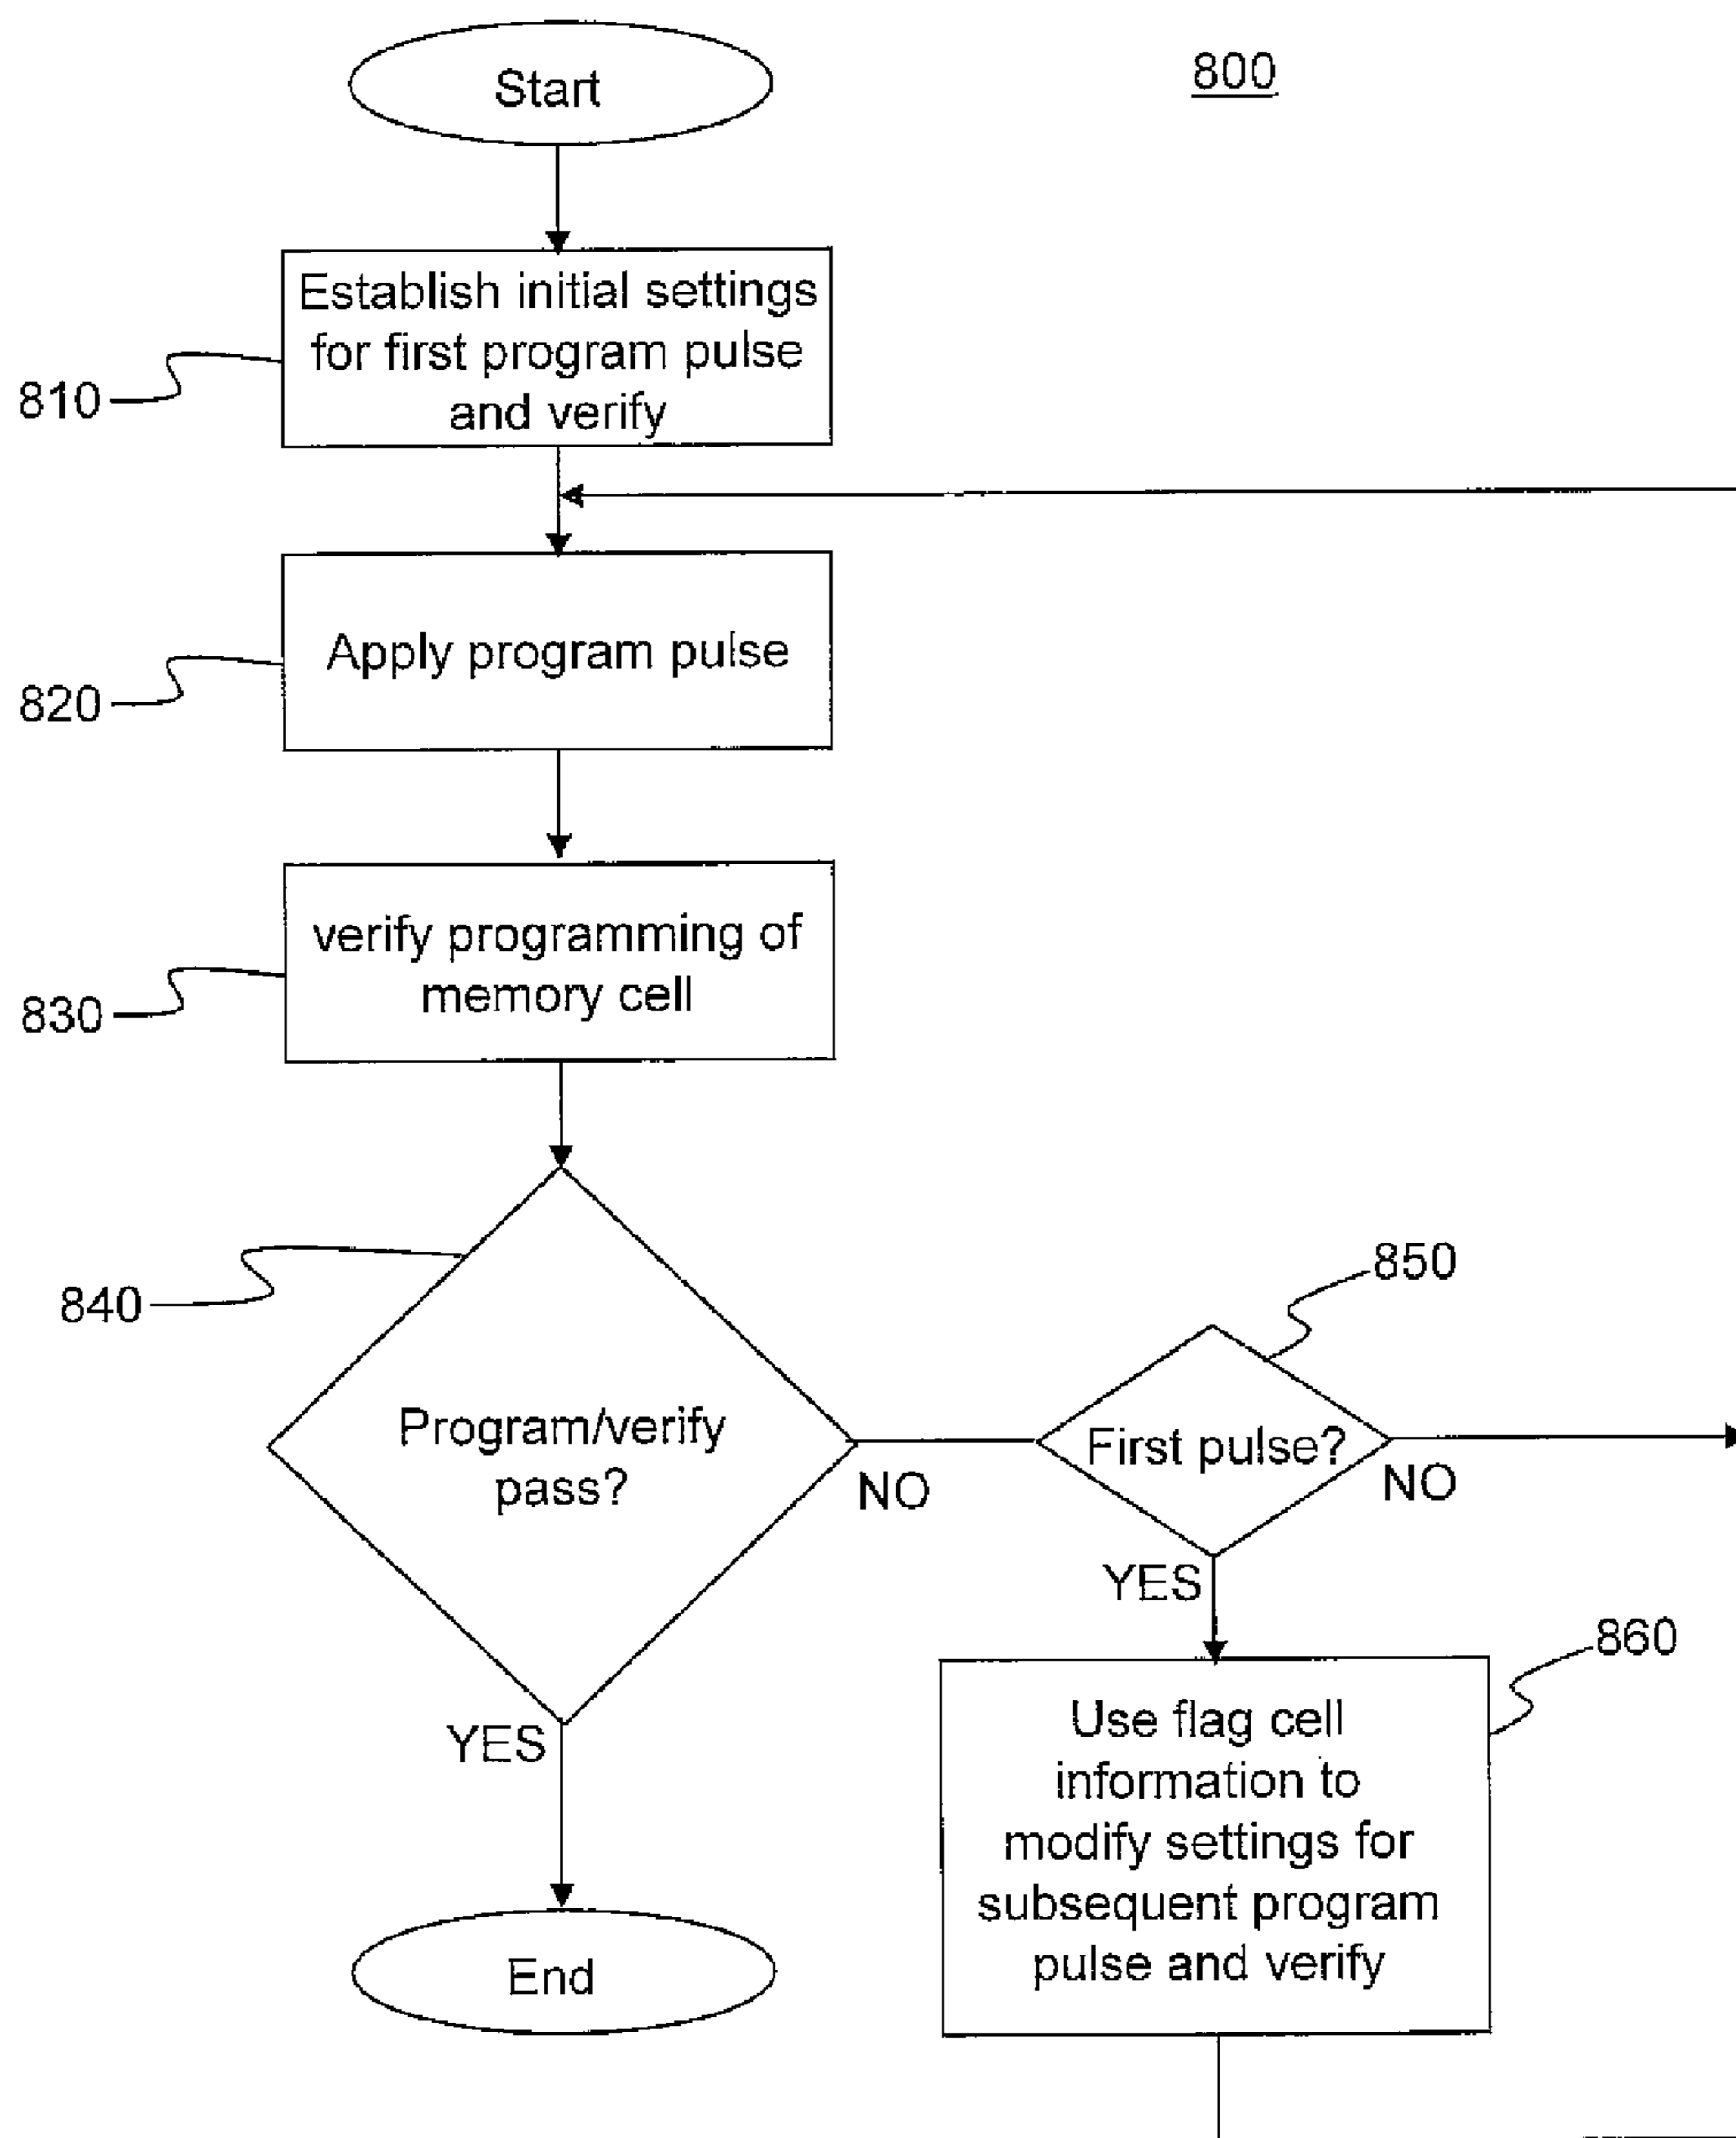 Start
800
Establish initial settings
for first program pulse
and verify
810
Apply program pulse
820
verify programming of
memory cell
830
840
Program/verify
pass?
NO
YES
850
First pulse?
NO
YES
860
Use flag cell
information to
modify settings for
subsequent program
pulse and verify
End